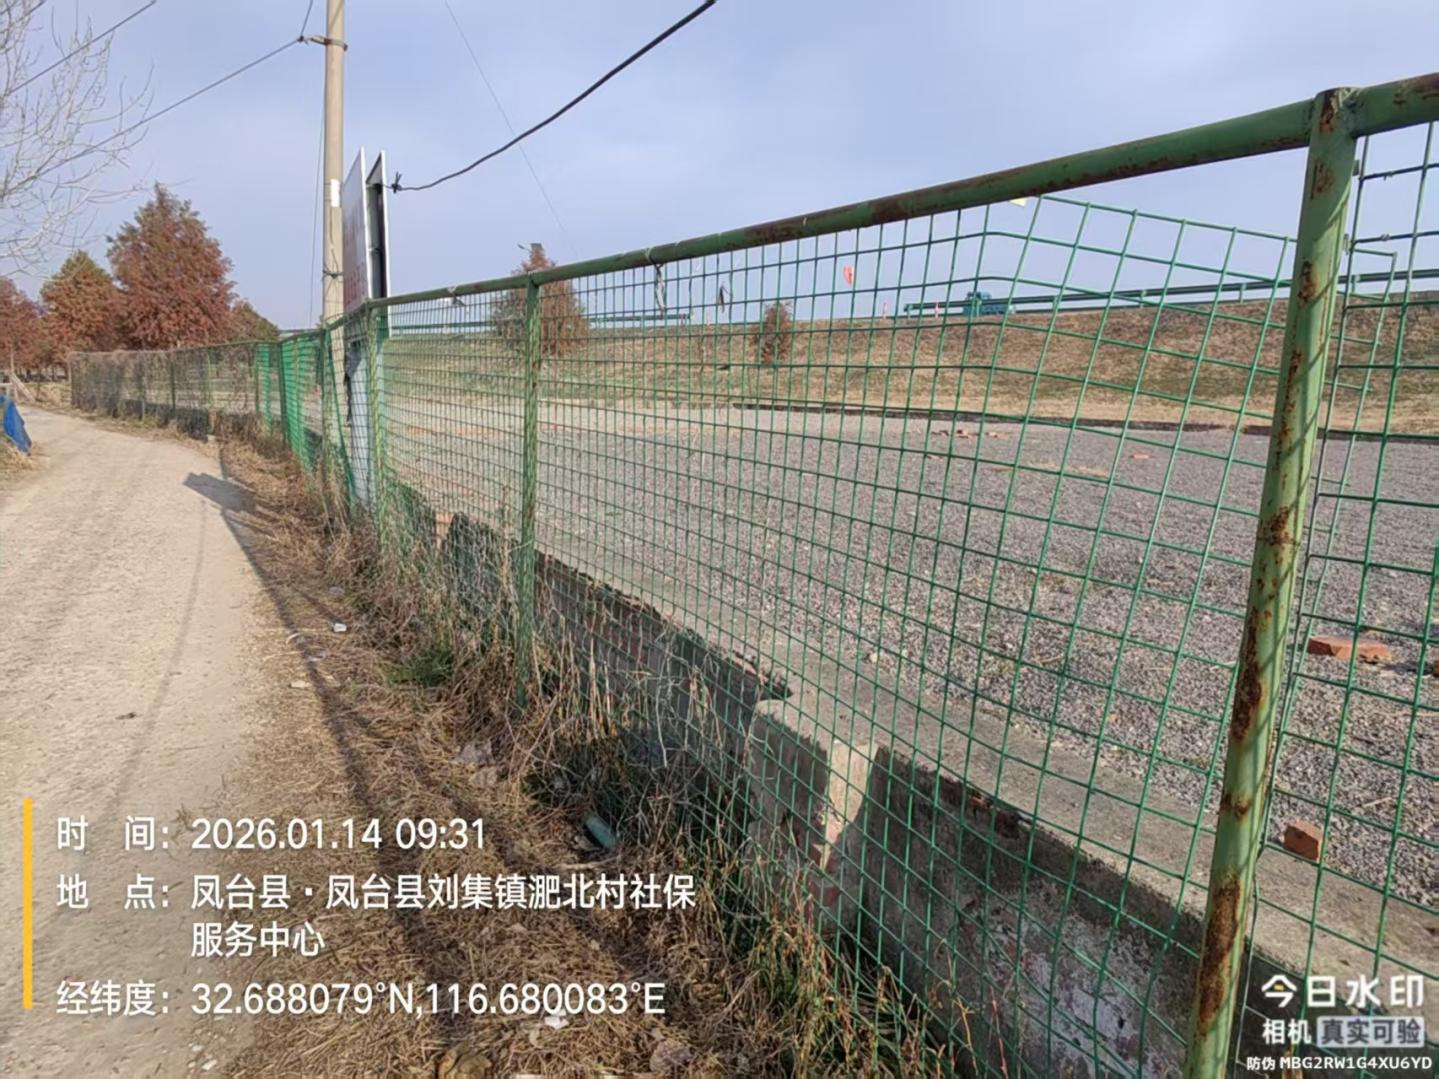 时 间：2026.01.14 09:31
地 点：凤台县·凤台县刘集镇淝北村社保
服务中心
经纬度：32.688079°N,116.680083°E
今日水印
相机 真实可验
防伪 MBG2RW1G4XU6YD